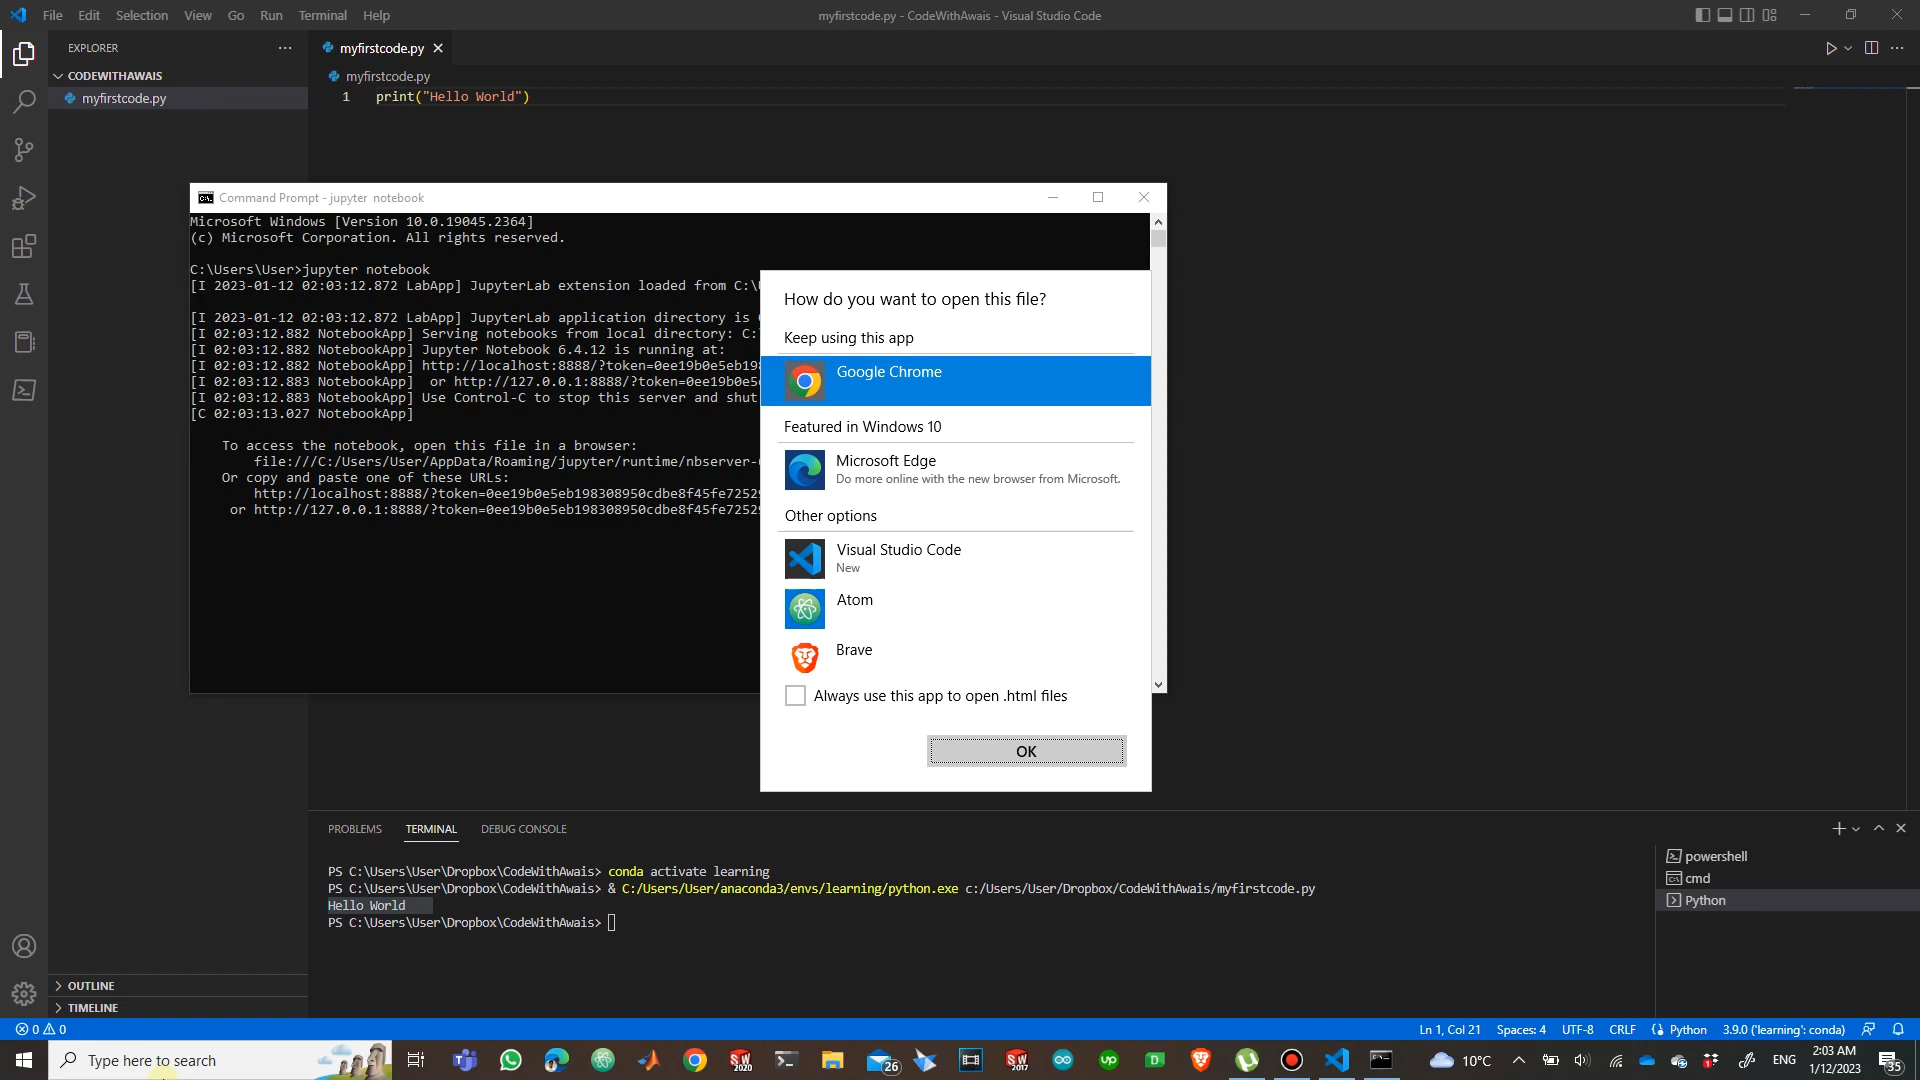 File Edit Selection View Go Run Terminal Help
myfirstcode.py - CodeWithAwais - Visual Studio Code
EXPLORER
CODEWITHAWAIS
myfirstcode.py
myfirstcode.py
myfirstcode.py
1 print("Hello World")
Command Prompt - jupyter notebook
Microsoft Windows [Version 10.0.19045.2364]
(c) Microsoft Corporation. All rights reserved.
C:\Users\User>jupyter notebook
[I 2023-01-12 02:03:12.872 LabApp] JupyterLab extension loaded from C:\
[I 2023-01-12 02:03:12.872 LabApp] JupyterLab application directory is
[I 02:03:12.882 NotebookApp] Serving notebooks from local directory: C:
[I 02:03:12.882 NotebookApp] Jupyter Notebook 6.4.12 is running at:
[I 02:03:12.882 NotebookApp] http://localhost:8888/?token=0ee19b0e5eb198
[I 02:03:12.883 NotebookApp]  or http://127.0.0.1:8888/?token=0ee19b0e5
[I 02:03:12.883 NotebookApp] Use Control-C to stop this server and shut
[C 02:03:13.027 NotebookApp]
To access the notebook, open this file in a browser:
file:///C:/Users/User/AppData/Roaming/jupyter/runtime/nbserver-
Or copy and paste one of these URLs:
http://localhost:8888/?token=0ee19b0e5eb198308950cdbe8f45fe7252
or http://127.0.0.1:8888/?token=0ee19b0e5eb198308950cdbe8f45fe7252
How do you want to open this file?
Keep using this app
Google Chrome
Featured in Windows 10
Microsoft Edge
Do more online with the new browser from Microsoft.
Other options
Visual Studio Code
New
Atom
Brave
Always use this app to open .html files
OK
PROBLEMS TERMINAL DEBUG CONSOLE
PS C:\Users\User\Dropbox\CodeWithAwais> conda activate learning
PS C:\Users\User\Dropbox\CodeWithAwais> & C:/Users/User/anaconda3/envs/learning/python.exe c:/Users/User/Dropbox/CodeWithAwais/myfirstcode.py
Hello World
PS C:\Users\User\Dropbox\CodeWithAwais>
powershell
cmd
Python
OUTLINE
TIMELINE
0 0
Ln 1, Col 21 Spaces: 4 UTF-8 CRLF Python 3.9.0 ('learning': conda)
Type here to search
2020
26
2017
10°C
ENG
2:03 AM
1/12/2023
35